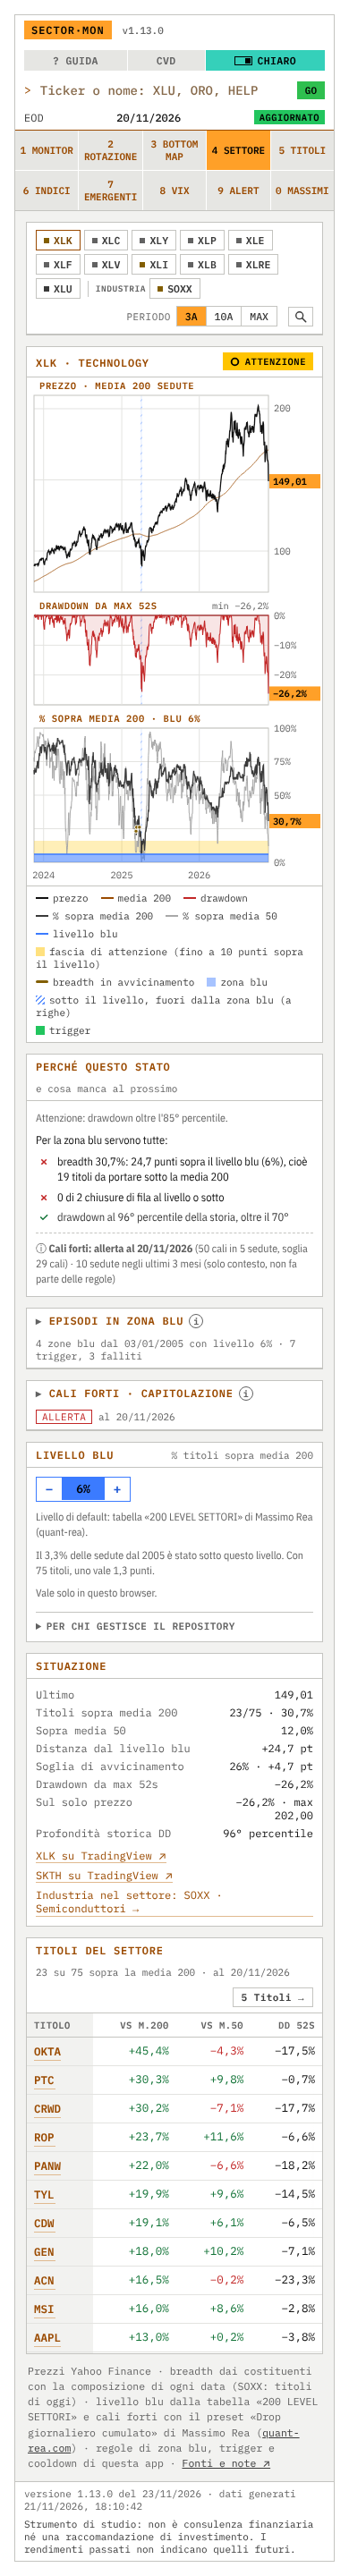 SECTOR·MON v1.13.0
? GUIDA CVD CHIARO
> Ticker o nome: XLU, ORO, HELP GO
EOD 20/11/2026 AGGIORNATO
1 MONITOR 2 ROTAZIONE 3 BOTTOM MAP 4 SETTORE 5 TITOLI
6 INDICI 7 EMERGENTI 8 VIX 9 ALERT 0 MASSIMI
XLK XLC XLY XLP XLE
XLF XLV XLI XLB XLRE
XLU INDUSTRIA SOXX
PERIODO 3A 10A MAX
XLK · TECHNOLOGY ATTENZIONE
PREZZO · MEDIA 200 SEDUTE
200
149,01
100
DRAWDOWN DA MAX 52S min −26,2%
0%
−10%
−20%
−26,2%
% SOPRA MEDIA 200 · BLU 6%
100%
75%
50%
30,7%
0%
2024 2025 2026
prezzo media 200 drawdown
% sopra media 200 % sopra media 50
livello blu
fascia di attenzione (fino a 10 punti sopra
il livello)
breadth in avvicinamento zona blu
sotto il livello, fuori dalla zona blu (a
righe)
trigger
PERCHÉ QUESTO STATO
e cosa manca al prossimo
Attenzione: drawdown oltre l'85° percentile.
Per la zona blu servono tutte:
× breadth 30,7%: 24,7 punti sopra il livello blu (6%), cioè
19 titoli da portare sotto la media 200
× 0 di 2 chiusure di fila al livello o sotto
✓ drawdown al 96° percentile della storia, oltre il 70°
ⓘ Cali forti: allerta al 20/11/2026 (50 cali in 5 sedute, soglia
29 cali) · 10 sedute negli ultimi 3 mesi (solo contesto, non fa
parte delle regole)
▶ EPISODI IN ZONA BLU i
4 zone blu dal 03/01/2005 con livello 6% · 7
trigger, 3 falliti
▶ CALI FORTI · CAPITOLAZIONE i
ALLERTA al 20/11/2026
LIVELLO BLU % titoli sopra media 200
− 6% +
Livello di default: tabella «200 LEVEL SETTORI» di Massimo Rea
(quant-rea).
Il 3,3% delle sedute dal 2005 è stato sotto questo livello. Con
75 titoli, uno vale 1,3 punti.
Vale solo in questo browser.
▶ PER CHI GESTISCE IL REPOSITORY
SITUAZIONE
Ultimo 149,01
Titoli sopra media 200 23/75 · 30,7%
Sopra media 50 12,0%
Distanza dal livello blu +24,7 pt
Soglia di avvicinamento 26% · +4,7 pt
Drawdown da max 52s −26,2%
Sul solo prezzo −26,2% · max
202,00
Profondità storica DD 96° percentile
XLK su TradingView ↗
SKTH su TradingView ↗
Industria nel settore: SOXX ·
Semiconduttori →
TITOLI DEL SETTORE
23 su 75 sopra la media 200 · al 20/11/2026
5 Titoli →
TITOLO VS M.200 VS M.50 DD 52S
OKTA +45,4% −4,3% −17,5%
PTC +30,3% +9,8% −0,7%
CRWD +30,2% −7,1% −17,7%
ROP +23,7% +11,6% −6,6%
PANW +22,0% −6,6% −18,2%
TYL +19,9% +9,6% −14,5%
CDW +19,1% +6,1% −6,5%
GEN +18,0% +10,2% −7,1%
ACN +16,5% −0,2% −23,3%
MSI +16,0% +8,6% −2,8%
AAPL +13,0% +0,2% −3,8%
Prezzi Yahoo Finance · breadth dai costituenti
con la composizione di ogni data (SOXX: titoli
di oggi) · livello blu dalla tabella «200 LEVEL
SETTORI» e cali forti con il preset «Drop
giornaliero cumulato» di Massimo Rea (quant-
rea.com) · regole di zona blu, trigger e
cooldown di questa app · Fonti e note ↗
versione 1.13.0 del 23/11/2026 · dati generati
21/11/2026, 18:10:42
Strumento di studio: non è consulenza finanziaria
né una raccomandazione di investimento. I
rendimenti passati non indicano quelli futuri.